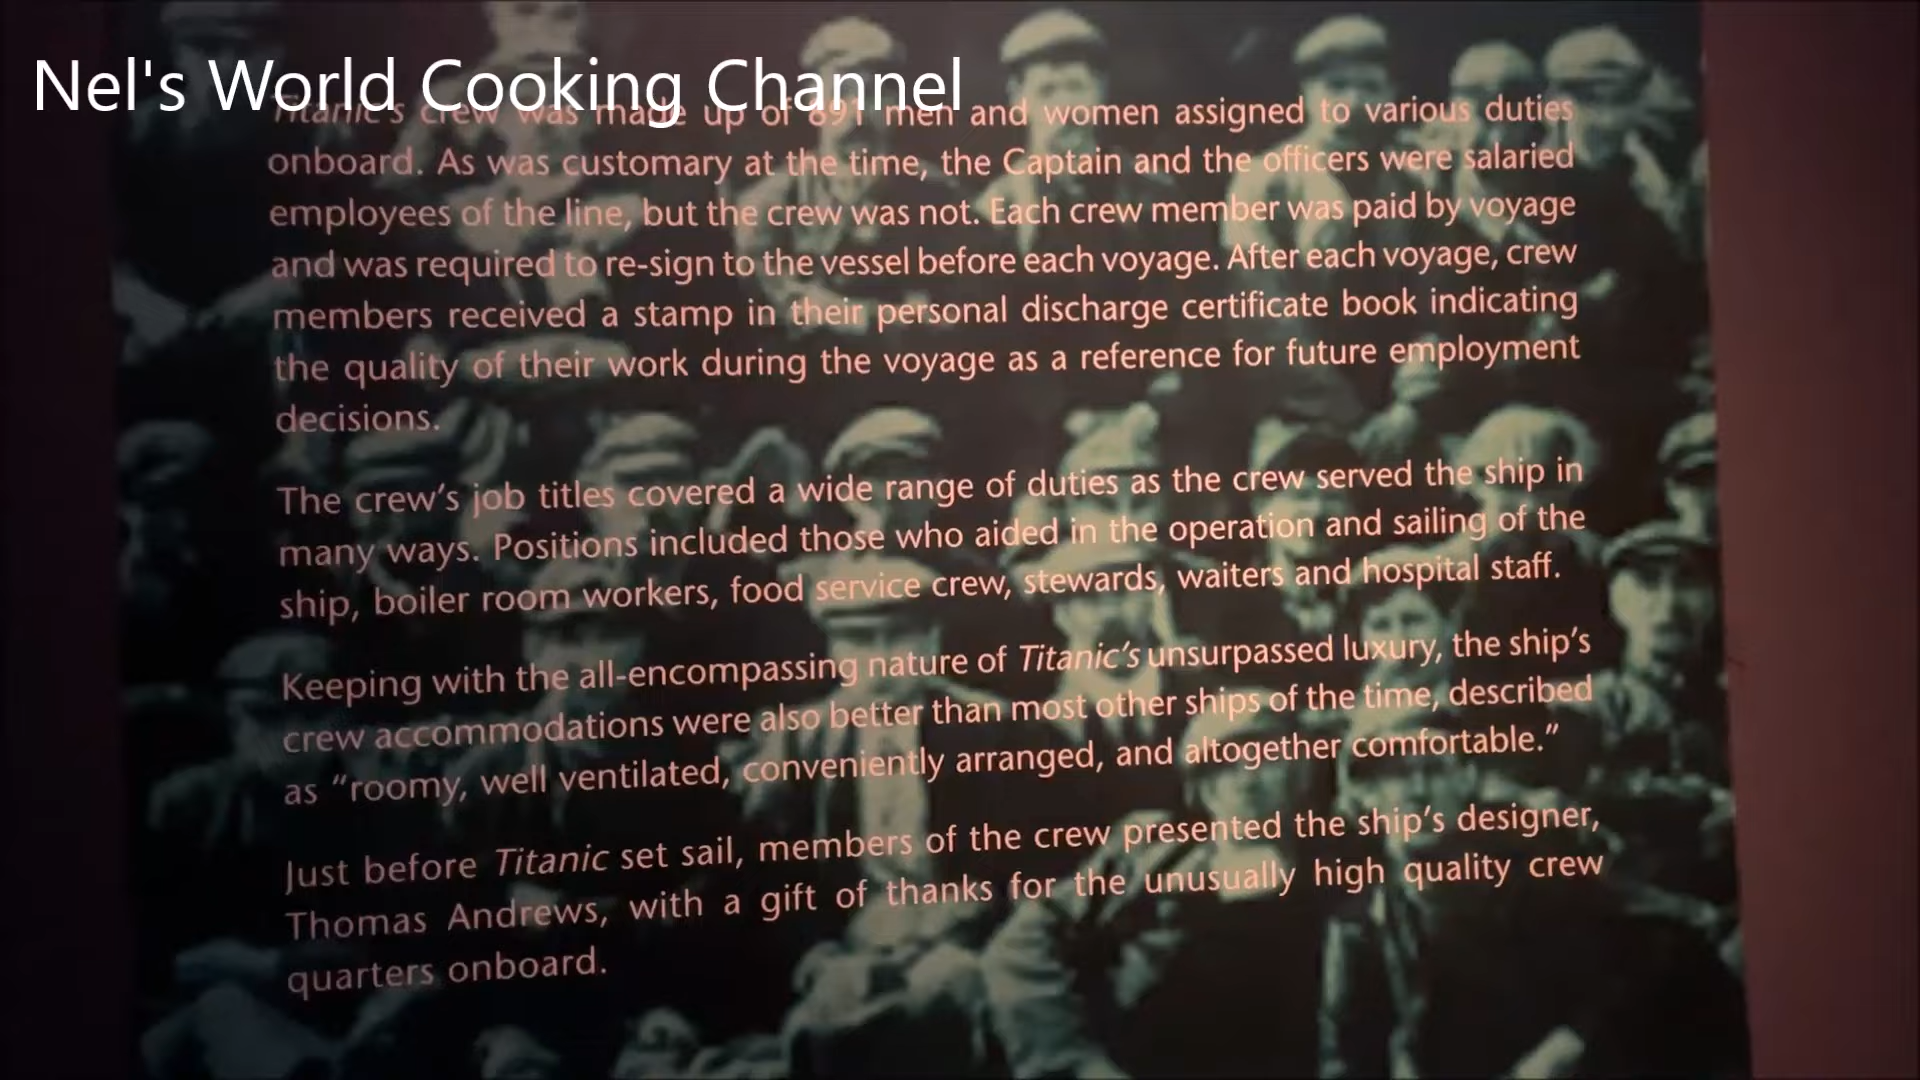 Nel's World Cooking Channel
Titanic's crew was made up of 891 men and women assigned to various duties
onboard. As was customary at the time, the Captain and the officers were salaried
employees of the line, but the crew was not. Each crew member was paid by voyage
and was required to re-sign to the vessel before each voyage. After each voyage, crew
members received a stamp in their personal discharge certificate book indicating
the quality of their work during the voyage as a reference for future employment
decisions.
The crew's job titles covered a wide range of duties as the crew served the ship in
many ways. Positions included those who aided in the operation and sailing of the
ship, boiler room workers, food service crew, stewards, waiters and hospital staff.
Keeping with the all-encompassing nature of Titanic's unsurpassed luxury, the ship's
crew accommodations were also better than most other ships of the time, described
as “roomy, well ventilated, conveniently arranged, and altogether comfortable.”
Just before Titanic set sail, members of the crew presented the ship's designer,
Thomas Andrews, with a gift of thanks for the unusually high quality crew
quarters onboard.